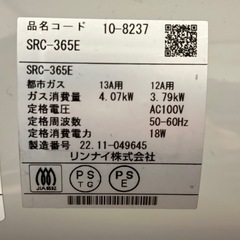 品名コード 10-8237
SRC-365E
SRC-365E
都市ガス 13A用 12A用
ガス消費量 4.07kW 3.79kW
定格電圧 AC100V
定格周波数 50-60Hz
定格消費電力 18W
製造番号 22.11-049645
リンナイ株式会社
JIA
PS TG
PS E